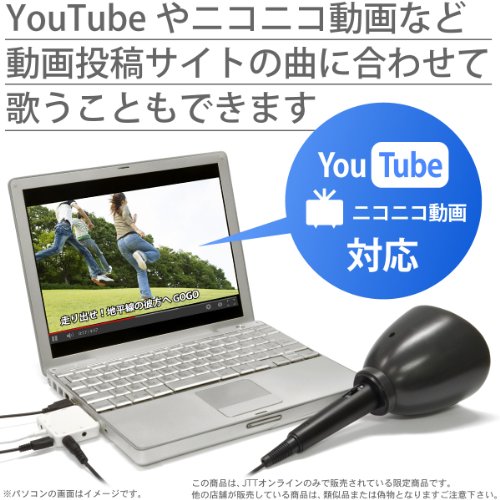 YouTube やニコニコ動画など
動画投稿サイトの曲に合わせて
歌うこともできます
You Tube
ニコニコ動画
対応
走り出せ！地平線の彼方へ GOGO
※パソコンの画面はイメージです。
この商品は、JTTオンラインのみで販売されている限定商品です。
他の店舗が販売している商品は、類似品または偽物となりますご注意下さい。